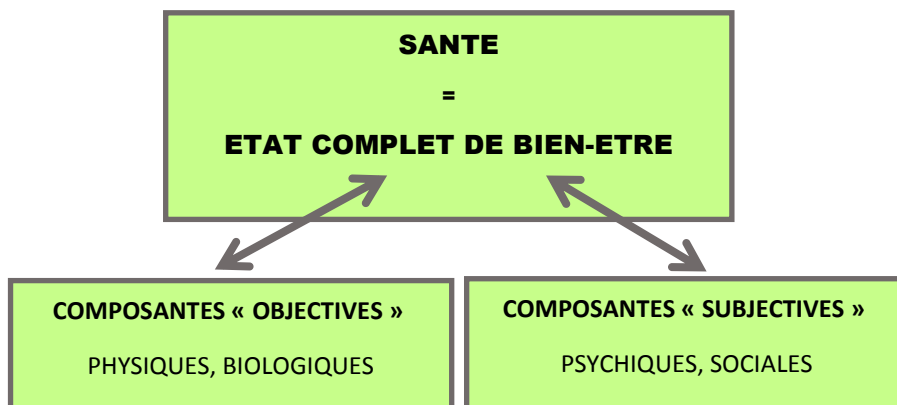 SANTE
=
ETAT COMPLET DE BIEN-ETRE
COMPOSANTES « OBJECTIVES »
PHYSIQUES, BIOLOGIQUES
COMPOSANTES « SUBJECTIVES »
PSYCHIQUES, SOCIALES